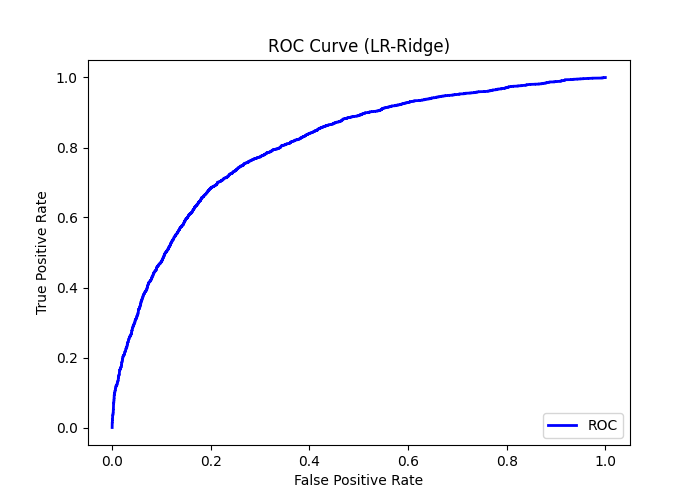 ROC Curve (LR-Ridge)
1.0
0.8
0.6
0.4
0.2
0.0
True Positive Rate
ROC
0.0 0.2 0.4 0.6 0.8 1.0
False Positive Rate